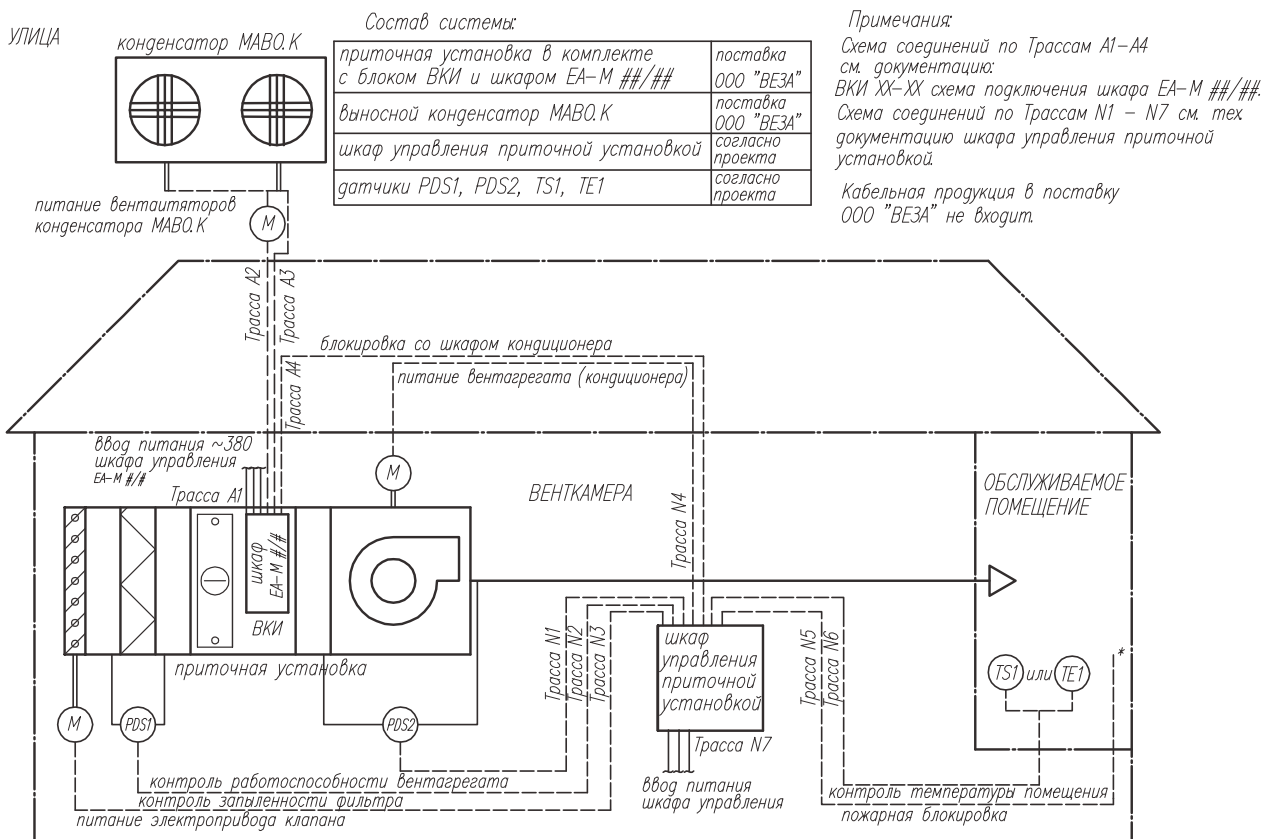 УЛИЦА
конденсатор МАВО.К
Состав системы:
приточная установка в комплекте
с блоком ВКИ и шкафом ЕА-М ##/##
поставка
ООО "ВЕЗА"
выносной конденсатор МАВО.К
поставка
ООО "ВЕЗА"
шкаф управления приточной установкой
согласно
проекта
датчики PDS1, PDS2, TS1, TE1
согласно
проекта
Примечания:
Схема соединений по Трассам А1-А4
см. документацию:
ВКИ ХХ-ХХ схема подключения шкафа ЕА-М ##/##.
Схема соединений по Трассам N1 - N7 см. тех.
документацию шкафа управления приточной
установкой.
Кабельная продукция в поставку
ООО "ВЕЗА" не входит.
питание вентаитяторов
конденсатора МАВО.К
М
Трасса А2
Трасса А3
Трасса А4
блокировка со шкафом кондиционера
питание вентагрегата (кондиционера)
ввод питания ~380
шкафа управления
ЕА-М #/#
Трасса А1
М
ВЕНТКАМЕРА
Трасса N4
ОБСЛУЖИВАЕМОЕ
ПОМЕЩЕНИЕ
шкаф
ЕА-М #/#
ВКИ
приточная установка
Трасса N1
Трасса N2
Трасса N3
шкаф
управления
приточной
установкой
Трасса N5
Трасса N6
*
TS1 или TE1
М
PDS1
PDS2
Трасса N7
контроль работоспособности вентагрегата
контроль запыленности фильтра
питание электропривода клапана
ввод питания
шкафа управления
контроль температуры помещения
пожарная блокировка